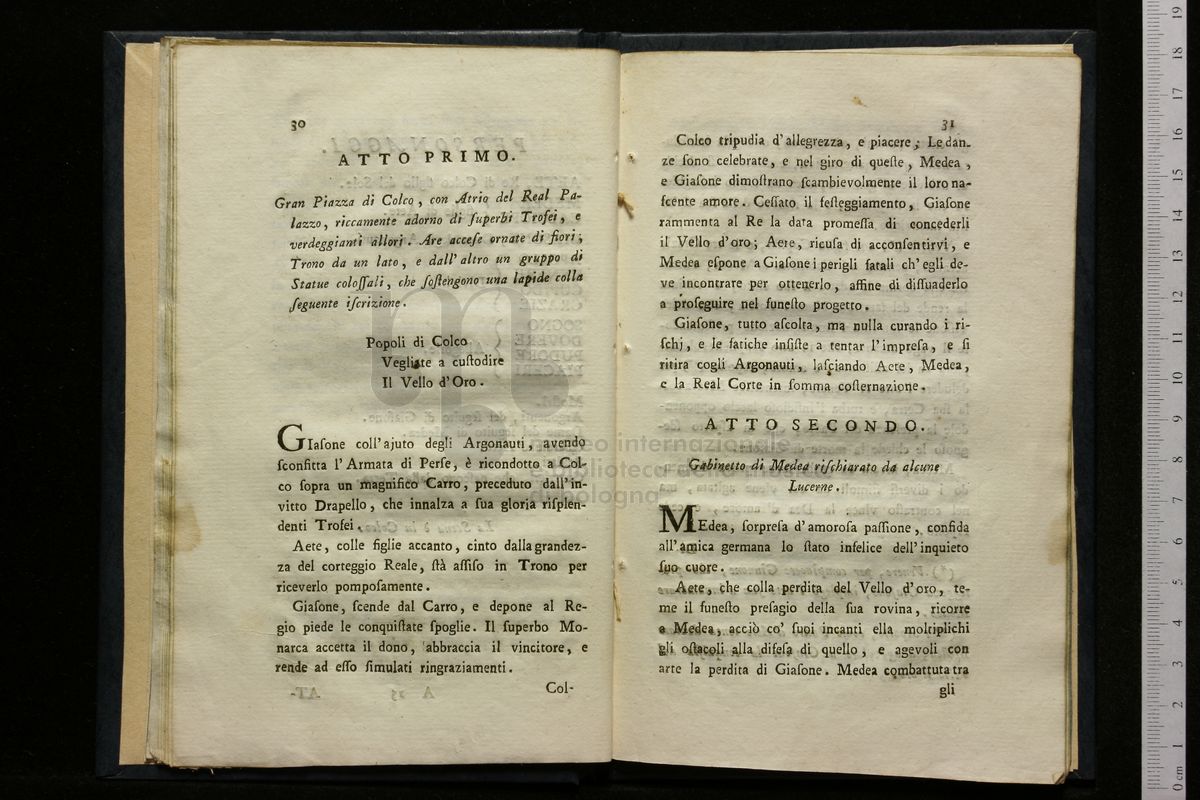 30
ATTO PRIMO.
Gran Piazza di Colco, con Atrio del Real Pa-
lazzo, riccamente adorno di ſuperbi Trofei, e
verdeggianti allori. Are acceſe ornate di fiori;
Trono da un lato, e dall'altro un gruppo di
Statue coloſſali, che ſoſtengono una lapide colla
ſeguente iſcrizione.
Popoli di Colco
Vegliate a cuſtodire
Il Vello d'Oro.
GIaſone coll'ajuto degli Argonauti, avendo
ſconfitta l'Armata di Perſe, è ricondotto a Col-
co ſopra un magnifico Carro, preceduto dall'in-
vitto Drapello, che innalza a ſua gloria riſplen-
denti Trofei.
Aete, colle figlie accanto, cinto dalla grandez-
za del corteggio Reale, ſtà aſſiſo in Trono per
riceverlo pompoſamente.
Giaſone, ſcende dal Carro, e depone al Re-
gio piede le conquiſtate ſpoglie. Il ſuperbo Mo-
narca accetta il dono, abbraccia il vincitore, e
rende ad eſſo ſimulati ringraziamenti.
Col-
31
Colco tripudia d'allegrezza, e piacere; Le dan-
ze ſono celebrate, e nel giro di queſte, Medea,
e Giaſone dimoſtrano ſcambievolmente il loro na-
ſcente amore. Ceſſato il feſteggiamento, Giaſone
rammenta al Re la data promeſſa di concederli
il Vello d'oro; Aete, ricuſa di acconſentirvi, e
Medea eſpone a Giaſone i perigli fatali ch'egli de-
ve incontrare per ottenerlo, affine di diſſuaderlo
a proſeguire nel funeſto progetto.
Giaſone, tutto aſcolta, ma nulla curando i ri-
ſchj, e le fatiche inſiſte a tentar l'impreſa, e ſi
ritira cogli Argonauti, laſciando Aete, Medea,
e la Real Corte in ſomma coſternazione.
ATTO SECONDO.
Gabinetto di Medea riſchiarato da alcune
Lucerne.
MEdea, ſorpreſa d'amoroſa paſſione, confida
all'amica germana lo ſtato infelice dell'inquieto
ſuo cuore.
Aete, che colla perdita del Vello d'oro, te-
me il funeſto preſagio della ſua rovina, ricorre
a Medea, acciò co' ſuoi incanti ella moltiplichi
gli oſtacoli alla difeſa di quello, e agevoli con
arte la perdita di Giaſone. Medea combattuta tra
gli
museo internazionale
e biblioteca della musica
di bologna